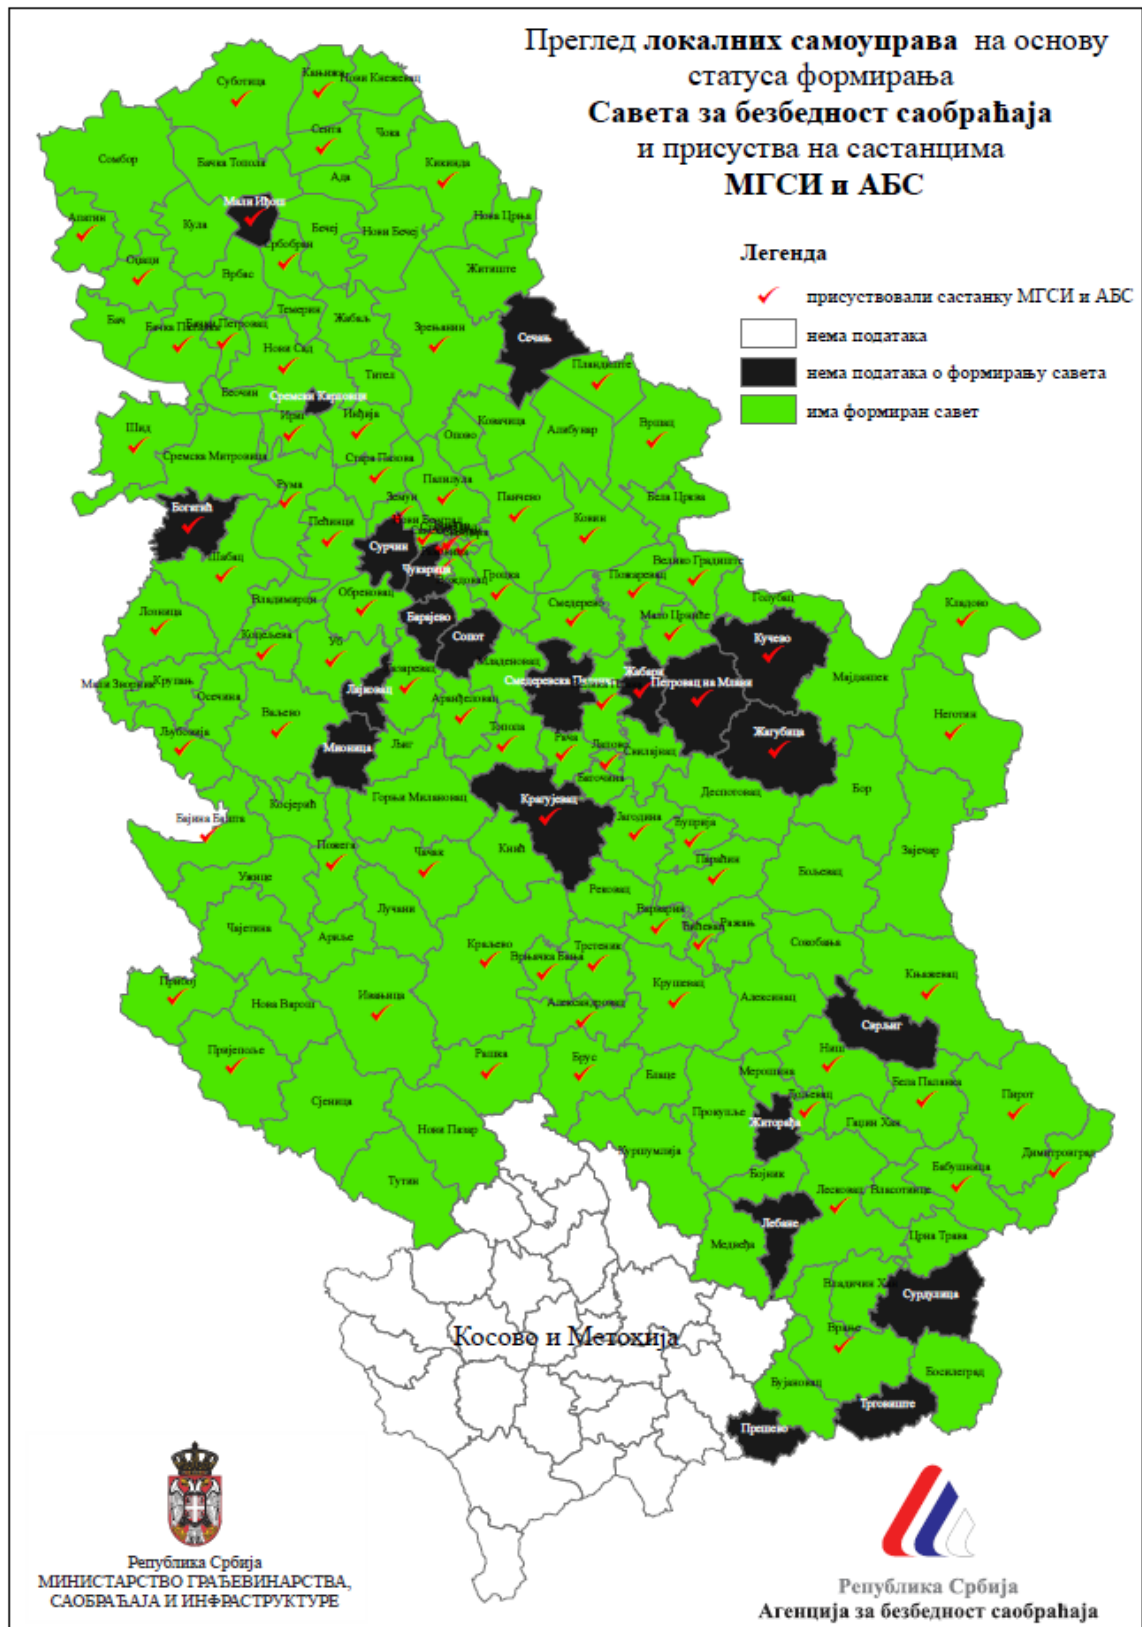 Преглед локалних самоуправа на основу
статуса формирања
Савета за безбедност саобраћаја
и присуства на састанцима
МГСИ и АБС
Легенда
присуствовали састанку МГСИ и АБС
нема података
нема података о формирању савета
има формиран савет
Суботица
Кањижа
Нови Кнежевац
Сента
Чока
Сомбор
Бачка Топола
Кикинда
Ада
Мали Иђош
Нова Црња
Апатин
Кула
Бечеј
Нови Бечеј
Србобран
Оџаци
Врбас
Житиште
Бач
Темерин
Жабаљ
Бачки Петровац
Зрењанин
Сечањ
Нови Сад
Пландиште
Тител
Беочин
Сремски Карловци
Шид
Ириг
Инђија
Опово
Ковачица
Алибунар
Вршац
Сремска Митровица
Стара Пазова
Рума
Палилула
Панчево
Бела Црква
Земун
Богатић
Пећинци
Нови Београд
Ковин
Сурчин
Шабац
Чукарица
Гроцка
Велико Градиште
Пожаревац
Голубац
Владимирци
Обреновац
Смедерево
Кладово
Лозница
Барајево
Сопот
Мало Црниће
Кучево
Коцељева
Уб
Младеновац
Мали Зворник
Крупањ
Осечина
Лајковац
Лазаревац
Смедеревска Паланка
Жабари
Петровац на Млави
Мајданпек
Аранђеловац
Неготин
Љубовија
Ваљево
Мионица
Љиг
Топола
Рача
Лапово
Свилајнац
Жагубица
Баточина
Деспотовац
Бор
Косјерић
Горњи Милановац
Крагујевац
Бајина Башта
Јагодина
Ћуприја
Пожега
Чачак
Кнић
Параћин
Зајечар
Ужице
Рековац
Бољевац
Лучани
Варварин
Ражањ
Чајетина
Ариље
Ћићевац
Сокобања
Краљево
Врњачка Бања
Трстеник
Прибој
Нова Варош
Ивањица
Крушевац
Алексинац
Књажевац
Александровац
Сврљиг
Пријепоље
Рашка
Брус
Блаце
Ниш
Мерошина
Бела Паланка
Пирот
Сјеница
Прокупље
Дољевац
Житорађа
Гаџин Хан
Нови Пазар
Куршумлија
Димитровград
Тутин
Бојник
Бабушница
Лесковац
Власотинце
Лебане
Медвеђа
Црна Трава
Владичин Хан
Сурдулица
Косово и Метохија
Врање
Бујановац
Босилеград
Трговиште
Прешево
Република Србија
МИНИСТАРСТВО ГРАЂЕВИНАРСТВА,
САОБРАЋАЈА И ИНФРАСТРУКТУРЕ
Република Србија
Агенција за безбедност саобраћаја